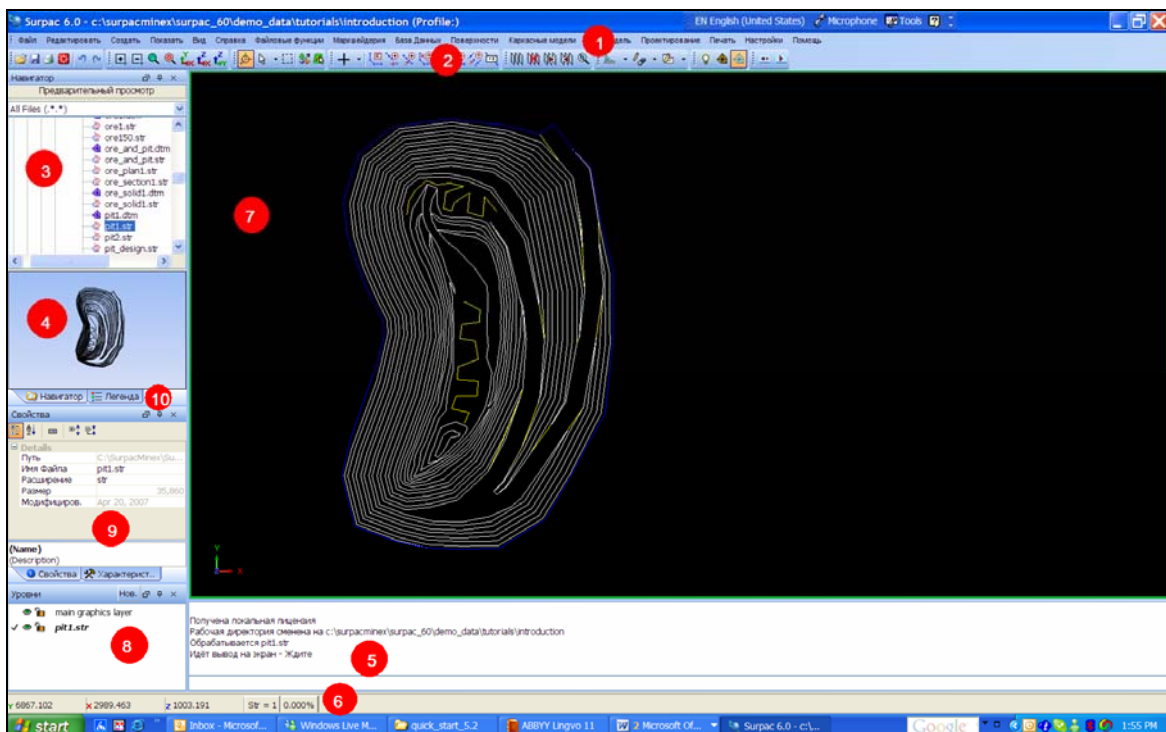 Surpac 6.0 - c:\surpacminex\surpac_60\demo_data\tutorials\introduction (Profile:)
EN English (United States) Microphone Tools
Файл Редактировать Создать Показать Вид Справка Файловые функции Маркшейдерия База Данных Поверхности Каркасные модели 1 Проектирование Печать Настройки Помощь
2
Навигатор
Предварительный просмотр
All Files (.*.*)
ore1.str
ore150.str
ore_and_pit.dtm
ore_and_pit.str
ore_plan1.str
ore_section1.str
ore_solid1.dtm
ore_solid1.str
pit1.dtm
pit1.str
pit2.str
pit_design.str
3
7
4
Навигатор Легенда 10
Свойства
Details
Путь C:\SurpacMinex\Su...
Имя Файла pit1.str
Расширение str
Размер 35,860
Модифициров. Apr 20, 2007
9
(Name)
(Description)
Свойства Характерист...
Y
X
Уровни Нов.
main graphics layer
pit1.str
8
Получена локальная лицензия
Рабочая директория сменена на c:\surpacminex\surpac_60\demo_data\tutorials\introduction
Обрабатывается pit1.str
Идёт вывод на экран - Ждите
5
Y 6867.102 X 2989.463 Z 1003.191 Str = 1 0.000% 6
start Inbox - Microsof... Windows Live M... quick_start_5.2 ABBYY Lingvo 11 2 Microsoft Of... Surpac 6.0 - c:\... Google 1:55 PM